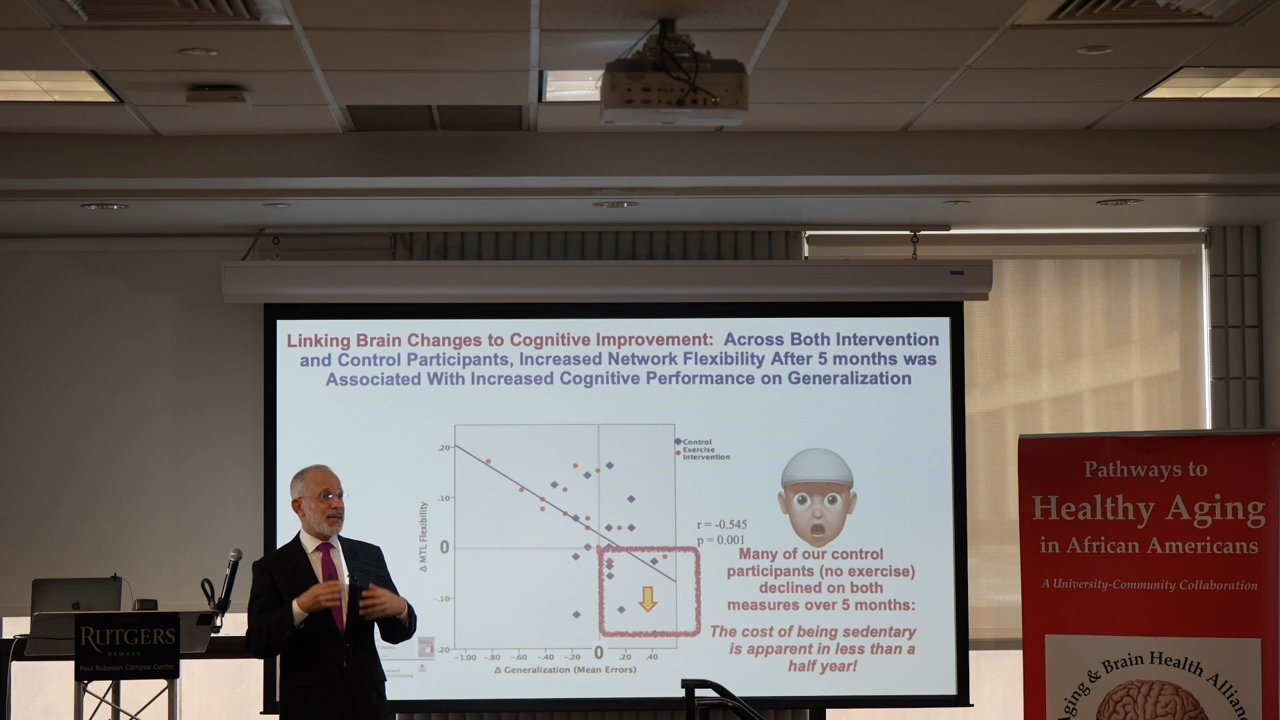 Linking Brain Changes to Cognitive Improvement: Across Both Intervention
and Control Participants, Increased Network Flexibility After 5 months was
Associated With Increased Cognitive Performance on Generalization
Control
Exercise
Intervention
.20
.10
0
-.10
-.20
Δ MTL Flexibility
-1.00 -.80 -.60 -.40 -.20 0 .20 .40
Δ Generalization (Mean Errors)
r = -0.545
p = 0.001
Many of our control
participants (no exercise)
declined on both
measures over 5 months:
The cost of being sedentary
is apparent in less than a
half year!
RUTGERS
NEWARK
Paul Robeson Campus Center
Pathways to
Healthy Aging
in African Americans
A University-Community Collaboration
Aging & Brain Health